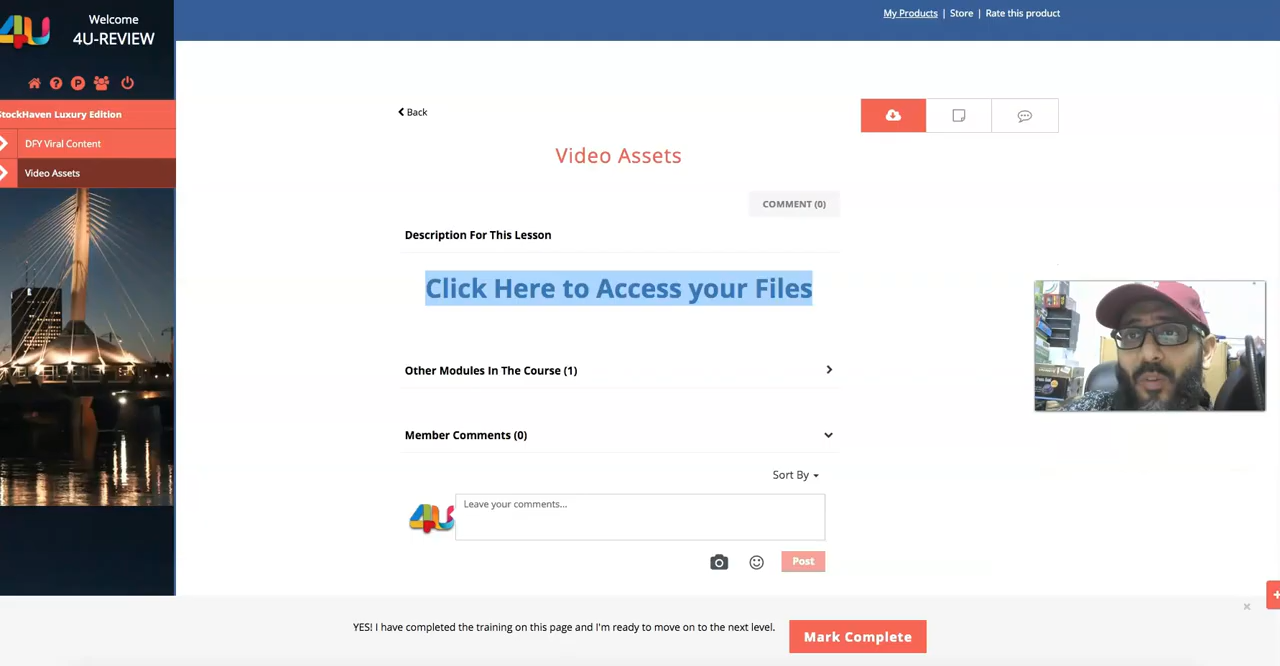 4U
Welcome
4U-REVIEW
My Products | Store | Rate this product
StockHaven Luxury Edition
DFY Viral Content
Video Assets
Back
Video Assets
COMMENT (0)
Description For This Lesson
Click Here to Access your Files
Other Modules In The Course (1)
Member Comments (0)
Sort By
4U
Leave your comments...
Post
YES! I have completed the training on this page and I'm ready to move on to the next level.
Mark Complete